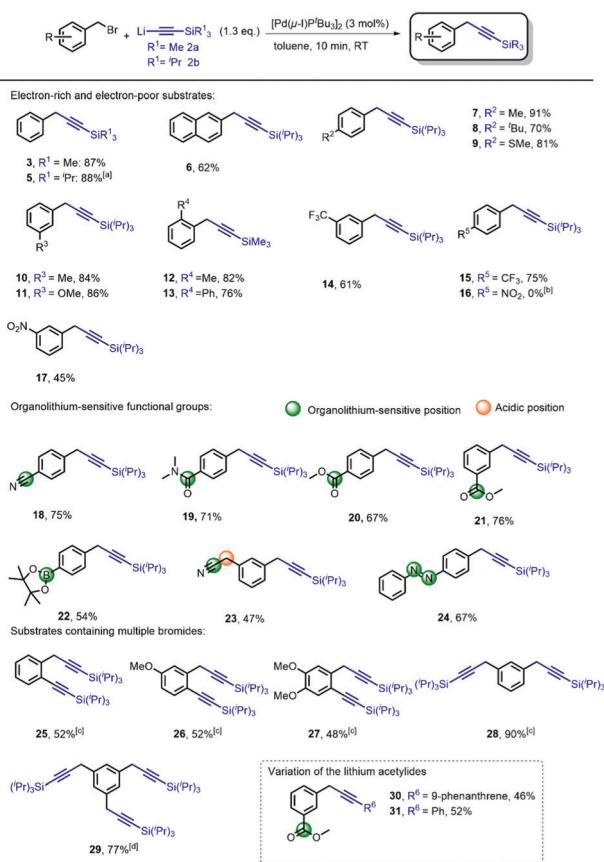 R
Br
+
Li
SiR¹₃
R¹= Me 2a
R¹= ⁱPr 2b
(1.3 eq.)
[Pd(μ-I)PᵗBu₃]₂ (3 mol%)
toluene, 10 min, RT
R
SiR₃
Electron-rich and electron-poor substrates:
SiR¹₃
3, R¹ = Me: 87%
5, R¹ = ⁱPr: 88%[a]
Si(ⁱPr)₃
6, 62%
R²
Si(ⁱPr)₃
7, R² = Me, 91%
8, R² = ᵗBu, 70%
9, R² = SMe, 81%
R³
Si(ⁱPr)₃
10, R³ = Me, 84%
11, R³ = OMe, 86%
R⁴
SiMe₃
12, R⁴ =Me, 82%
13, R⁴ =Ph, 76%
F₃C
Si(ⁱPr)₃
14, 61%
R⁵
Si(ⁱPr)₃
15, R⁵ = CF₃, 75%
16, R⁵ = NO₂, 0%[b]
O₂N
Si(ⁱPr)₃
17, 45%
Organolithium-sensitive functional groups:
Organolithium-sensitive position
Acidic position
N
C
Si(ⁱPr)₃
18, 75%
N
O
Si(ⁱPr)₃
19, 71%
O
O
Si(ⁱPr)₃
20, 67%
O
O
Si(ⁱPr)₃
21, 76%
O
B
O
Si(ⁱPr)₃
22, 54%
N
Si(ⁱPr)₃
23, 47%
N
N
Si(ⁱPr)₃
24, 67%
Substrates containing multiple bromides:
Si(ⁱPr)₃
Si(ⁱPr)₃
25, 52%[c]
MeO
Si(ⁱPr)₃
Si(ⁱPr)₃
26, 52%[c]
MeO
MeO
Si(ⁱPr)₃
Si(ⁱPr)₃
27, 48%[c]
(ⁱPr)₃Si
Si(ⁱPr)₃
28, 90%[c]
(ⁱPr)₃Si
Si(ⁱPr)₃
Si(ⁱPr)₃
29, 77%[d]
Variation of the lithium acetylides
R⁶
O
O
30, R⁶ = 9-phenanthrene, 46%
31, R⁶ = Ph, 52%